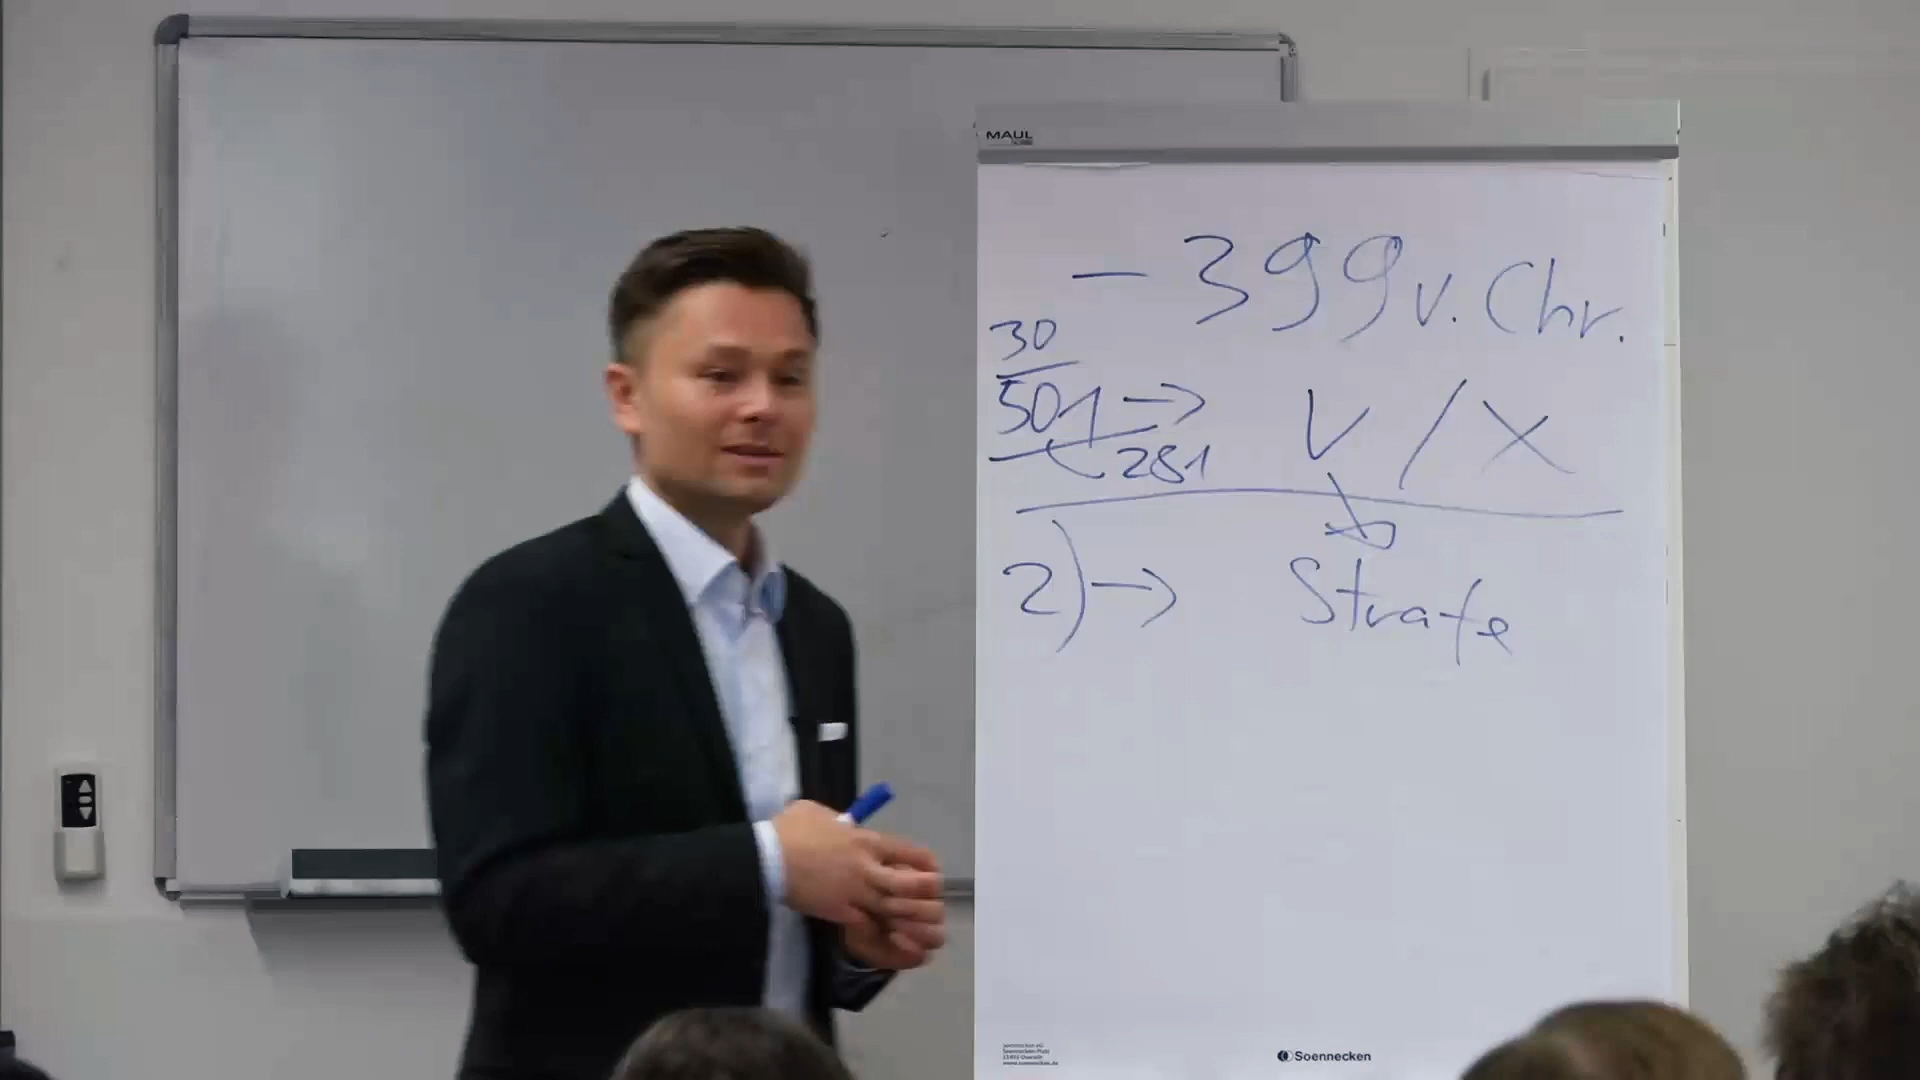 MAUL
– 399 v. Chr.
30
501 → V / X
281
2) → Strafe
Soennecken